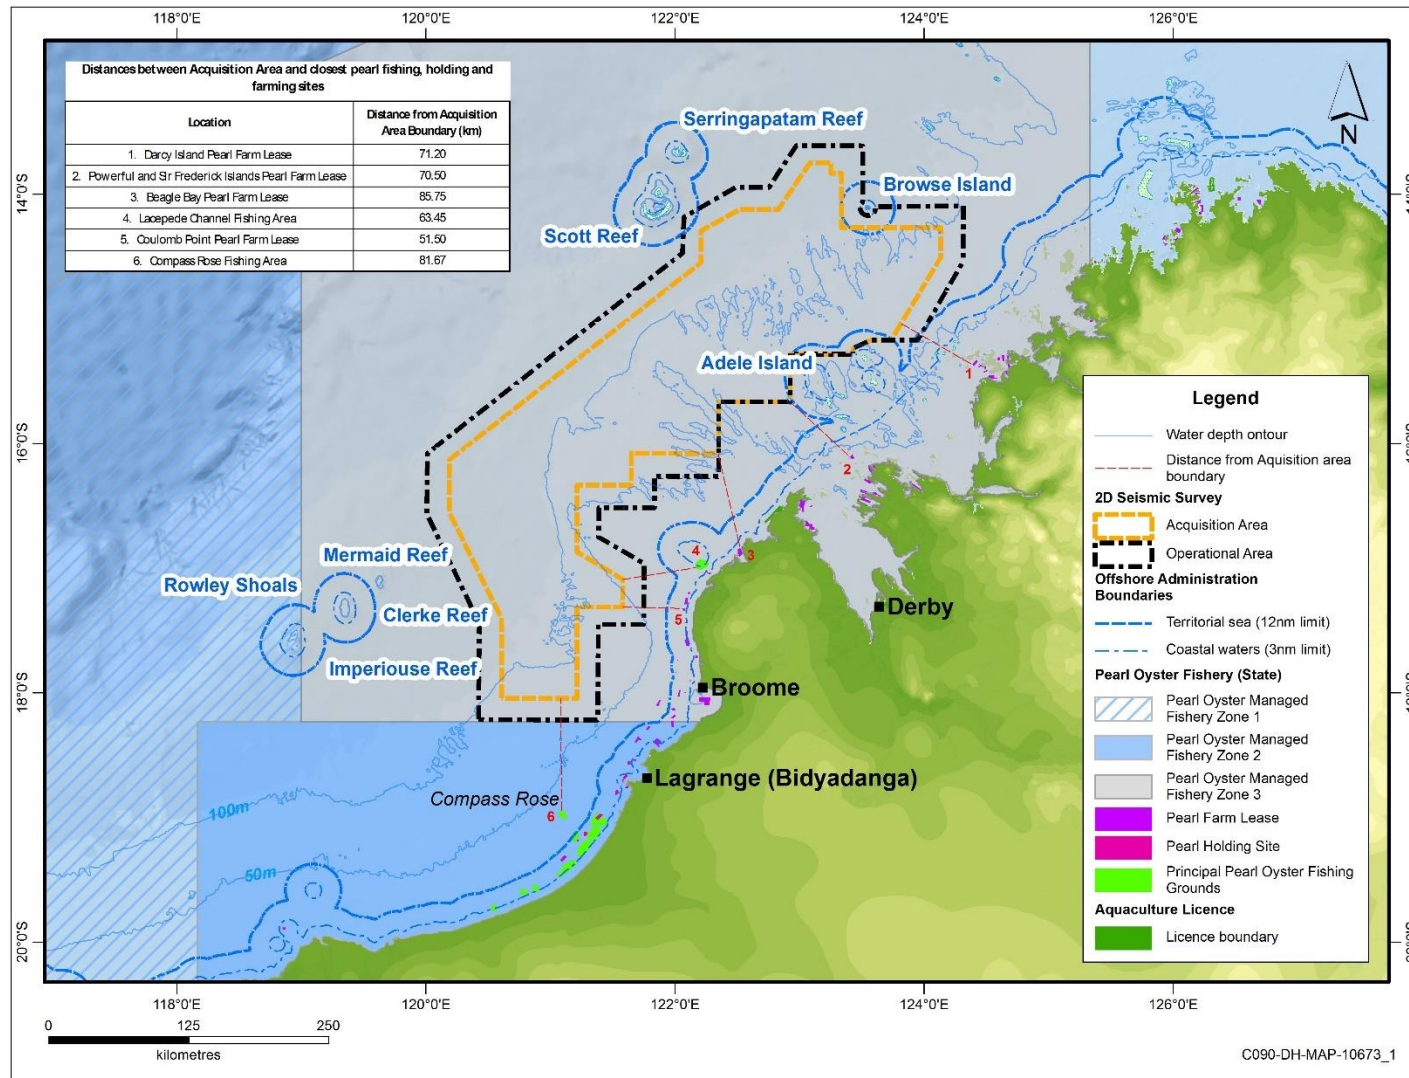 118°0'E 120°0'E 122°0'E 124°0'E 126°0'E
Distances between Acquisition Area and closest pearl fishing, holding and
farming sites
Location
Distance from Acquisition
Area Boundary (km)
1. Darcy Island Pearl Farm Lease 71.20
2. Powerful and Sir Frederick Islands Pearl Farm Lease 70.50
3. Beagle Bay Pearl Farm Lease 85.75
4. Lacepede Channel Fishing Area 63.45
5. Coulomb Point Pearl Farm Lease 51.50
6. Compass Rose Fishing Area 81.67
N
Serringapatam Reef
14°0'S
Browse Island
14°0'S
Scott Reef
Adele Island
1
16°0'S
16°0'S
2
4
3
Mermaid Reef
Rowley Shoals
Clerke Reef
5
Derby
Imperiouse Reef
Broome
18°0'S
18°0'S
Lagrange (Bidyadanga)
Compass Rose
6
100m
50m
20°0'S
20°0'S
Legend
Water depth ontour
Distance from Aquisition area
boundary
2D Seismic Survey
Acquisition Area
Operational Area
Offshore Administration
Boundaries
Territorial sea (12nm limit)
Coastal waters (3nm limit)
Pearl Oyster Fishery (State)
Pearl Oyster Managed
Fishery Zone 1
Pearl Oyster Managed
Fishery Zone 2
Pearl Oyster Managed
Fishery Zone 3
Pearl Farm Lease
Pearl Holding Site
Principal Pearl Oyster Fishing
Grounds
Aquaculture Licence
Licence boundary
118°0'E 120°0'E 122°0'E 124°0'E 126°0'E
0 125 250
kilometres
C090-DH-MAP-10673_1